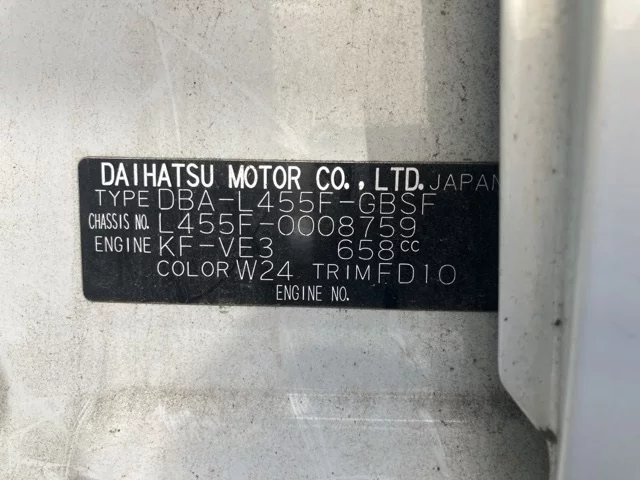 DAIHATSU MOTOR CO., LTD. JAPAN
TYPE DBA-L455F-GBSF
CHASSIS NO. L455F-0008759
ENGINE KF-VE3 658cc
COLOR W24 TRIM FD10
ENGINE NO.